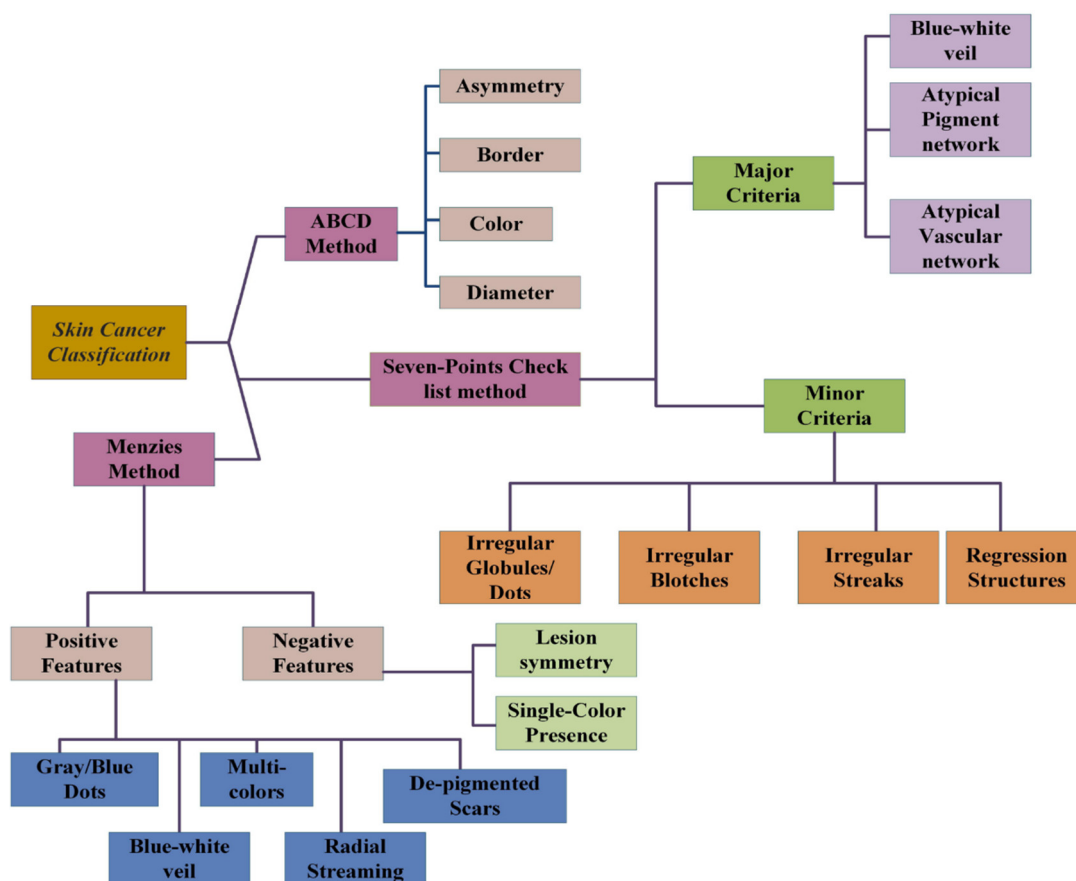 Blue-white
veil
Asymmetry
Atypical
Pigment
network
Border
Major
Criteria
ABCD
Method
Color
Atypical
Vascular
network
Diameter
Skin Cancer
Classification
Seven-Points Check
list method
Minor
Criteria
Menzies
Method
Irregular
Globules/
Dots
Irregular
Blotches
Irregular
Streaks
Regression
Structures
Positive
Features
Negative
Features
Lesion
symmetry
Single-Color
Presence
Gray/Blue
Dots
Multi-
colors
De-pigmented
Scars
Blue-white
veil
Radial
Streaming